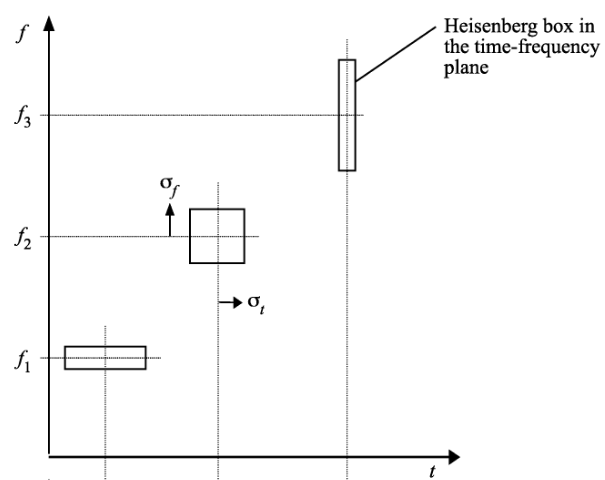 f
Heisenberg box in
the time-frequency
plane
f3
σf
f2
σt
f1
t